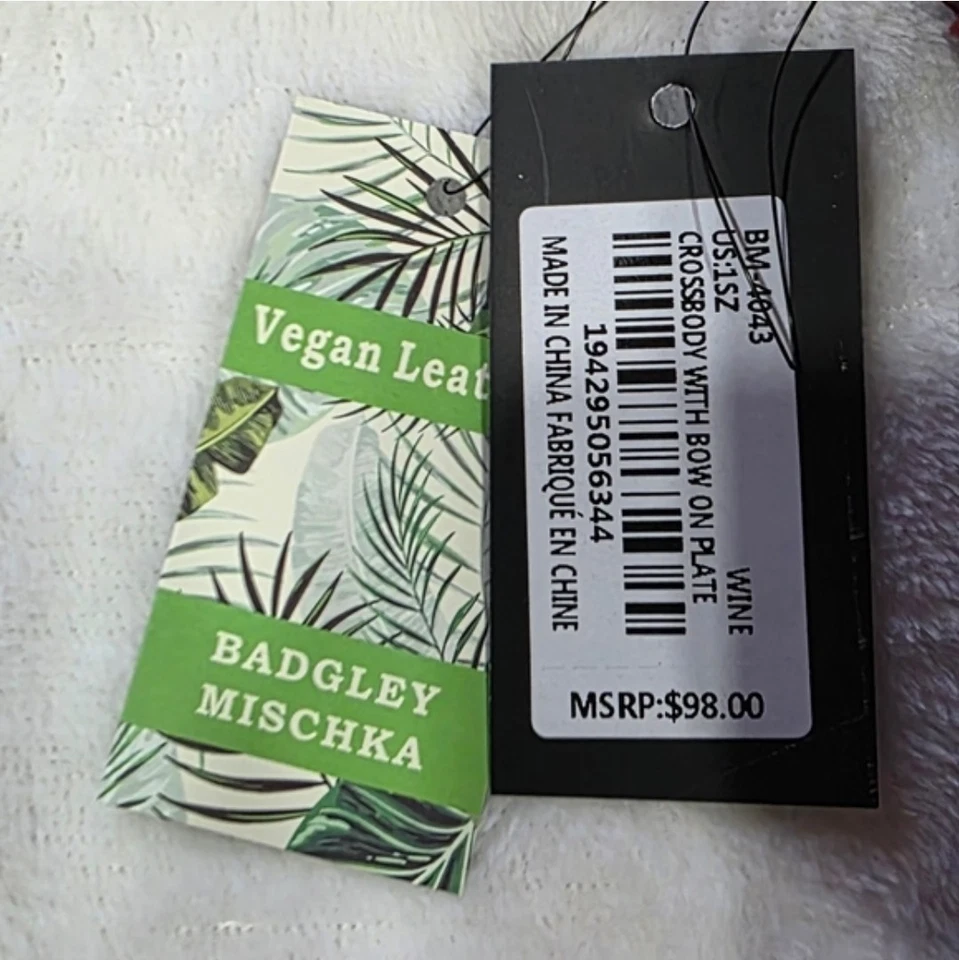 Vegan Leat
BADGLEY
MISCHKA
BM-4043
US:1SZ WINE
CROSSBODY WITH BOW ON PLATE
194295056344
MADE IN CHINA FABRIQUÉ EN CHINE
MSRP:$98.00